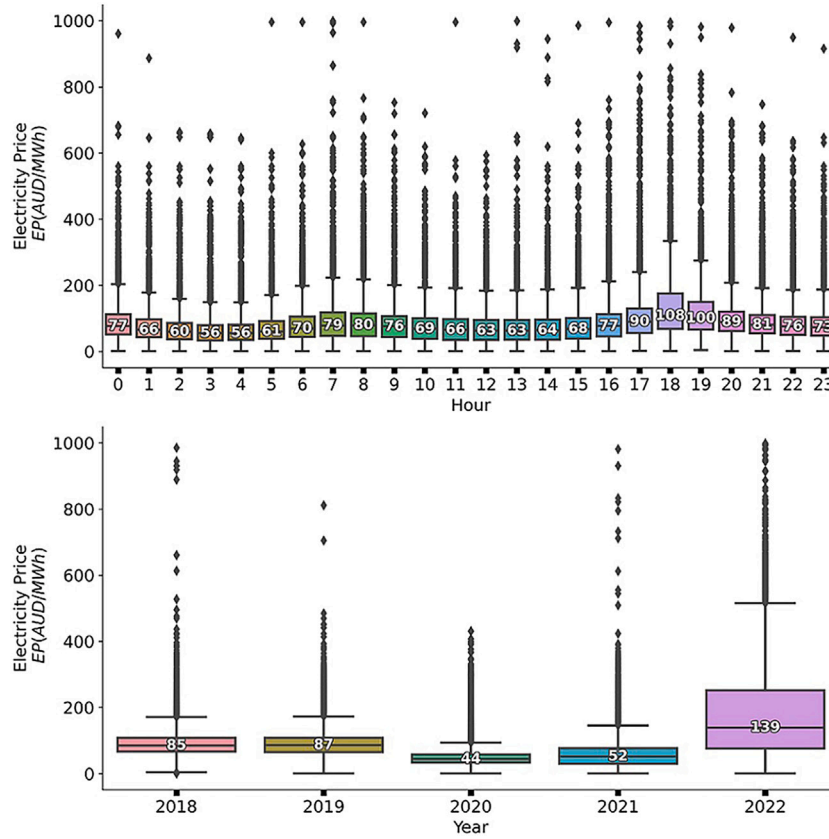 Electricity Price
EP(AUD/MWh)
1000
800
600
400
200
0
77 66 60 56 56 61 70 79 80 76 69 66 63 63 64 68 77 90 108 100 89 81 76 73
0 1 2 3 4 5 6 7 8 9 10 11 12 13 14 15 16 17 18 19 20 21 22 23
Hour
Electricity Price
EP(AUD/MWh)
1000
800
600
400
200
0
85 87 44 52 139
2018 2019 2020 2021 2022
Year